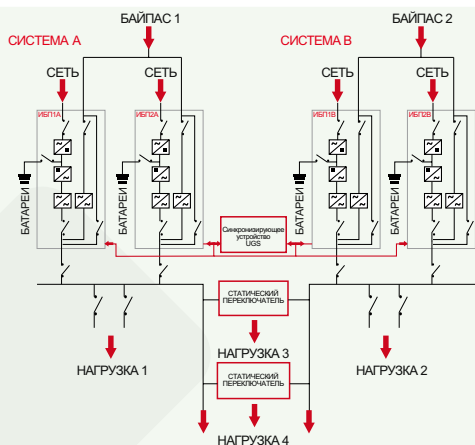 БАЙПАС 1
БАЙПАС 2
СИСТЕМА А
СИСТЕМА В
СЕТЬ
СЕТЬ
СЕТЬ
СЕТЬ
ИБП1А
ИБП2А
ИБП1В
ИБП2В
БАТАРЕИ
БАТАРЕИ
БАТАРЕИ
БАТАРЕИ
Синхронизирующее
устройство
UGS
СТАТИЧЕСКИЙ
ПЕРЕКЛЮЧАТЕЛЬ
НАГРУЗКА 3
НАГРУЗКА 1
НАГРУЗКА 2
СТАТИЧЕСКИЙ
ПЕРЕКЛЮЧАТЕЛЬ
НАГРУЗКА 4